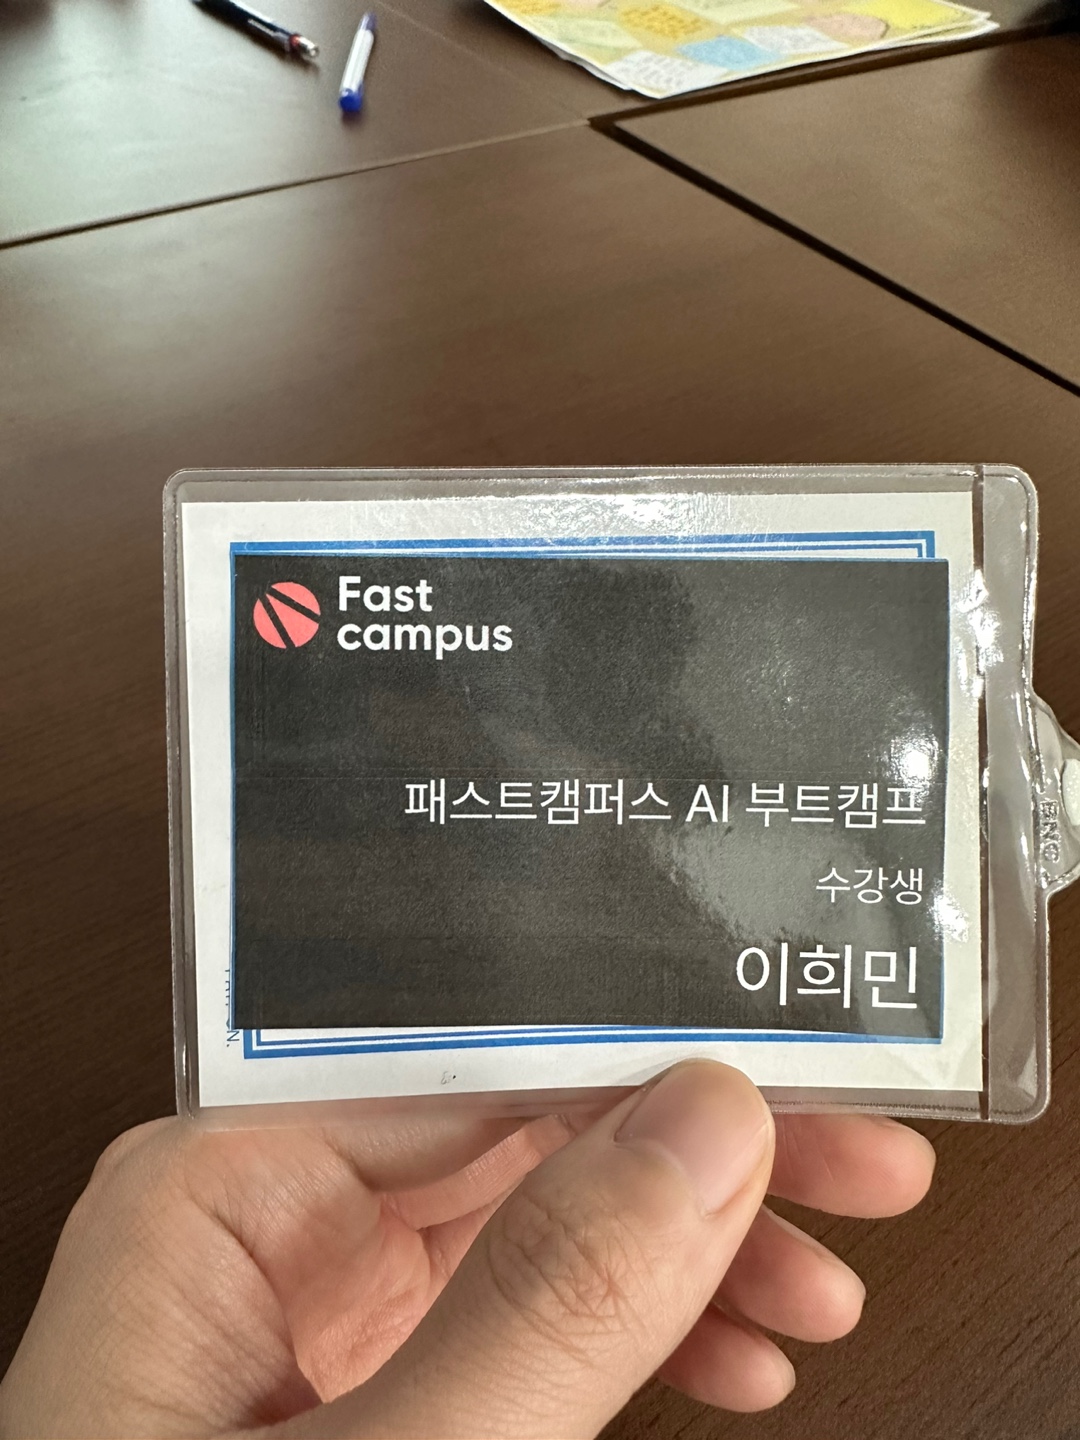 Fast
campus
패스트캠퍼스 AI 부트캠프
수강생
이희민